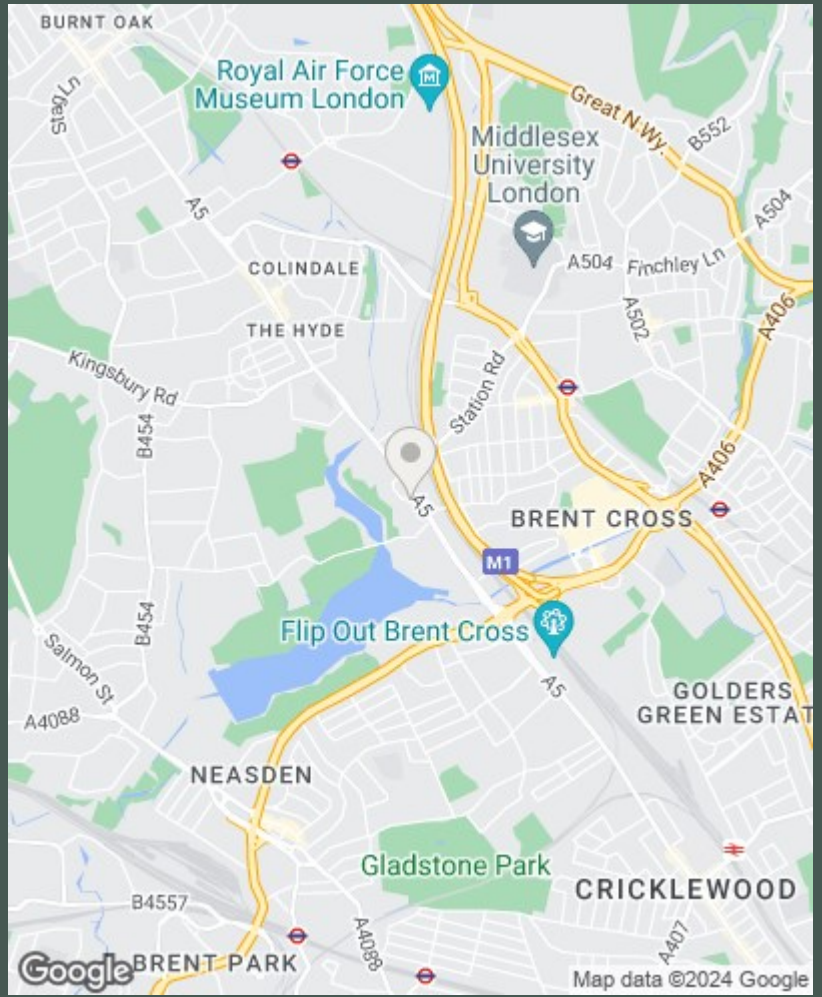 BURNT OAK
Royal Air Force
Museum London
Stag Ln
Great N Wy.
B552
Middlesex
University
London
A5
A504
A504
Finchley Ln
COLINDALE
A502
THE HYDE
A406
Kingsbury Rd
Station Rd
B454
A406
A5
BRENT CROSS
M1
B454
Flip Out Brent Cross
Salmon St
A5
GOLDERS
GREEN ESTAT
A4088
NEASDEN
Gladstone Park
CRICKLEWOOD
B4557
A4088
A407
Google
BRENT PARK
Map data ©2024 Google